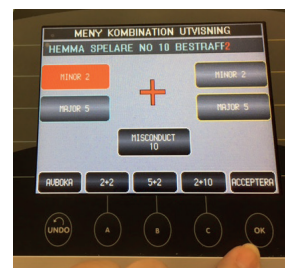 MENY KOMBINATION UTVISNING
HEMMA SPELARE NO 10 BESTRAFF2
MINOR 2
MINOR 2
MAJOR 5
MAJOR 5
MISCONDUCT
10
AVBOKA 2+2 5+2 2+10 ACCEPTERA
UNDO A B C OK